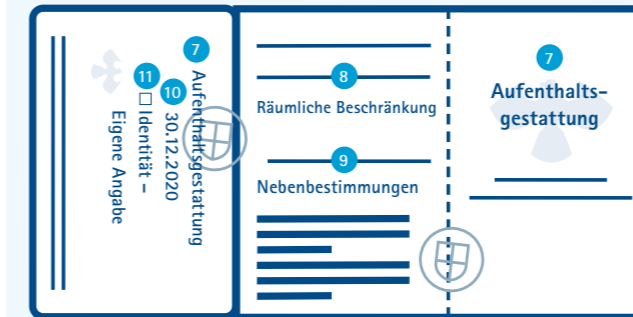 7 Aufenthaltsgestattung
10 30.12.2020
11 ☐ Identität –
Eigene Angabe
8
Räumliche Beschränkung
9
Nebenbestimmungen
7
Aufenthalts-
gestattung